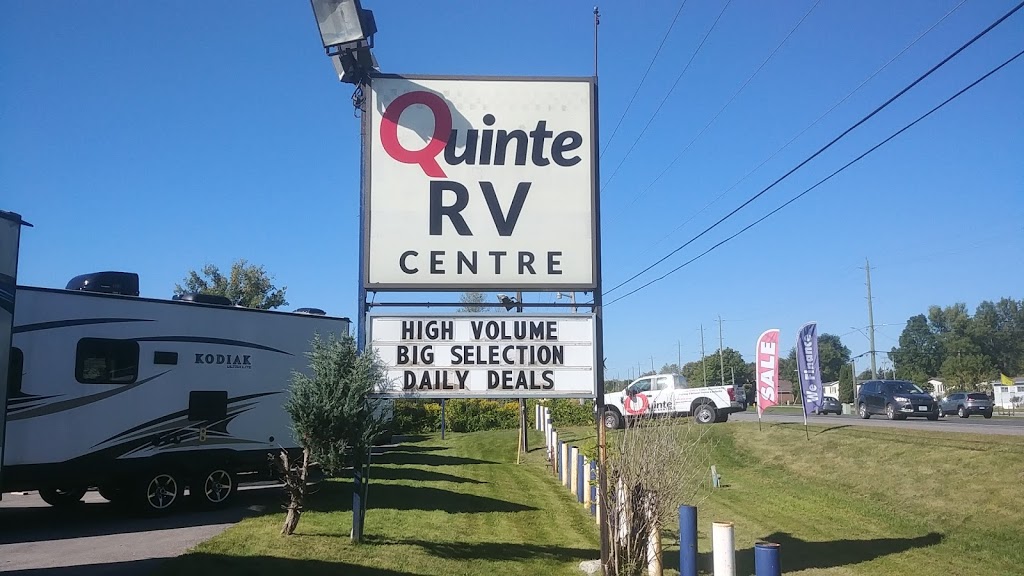 Quinte
RV
CENTRE
HIGH VOLUME
BIG SELECTION
DAILY DEALS
KODIAK
Quinte
SALE
We Finance